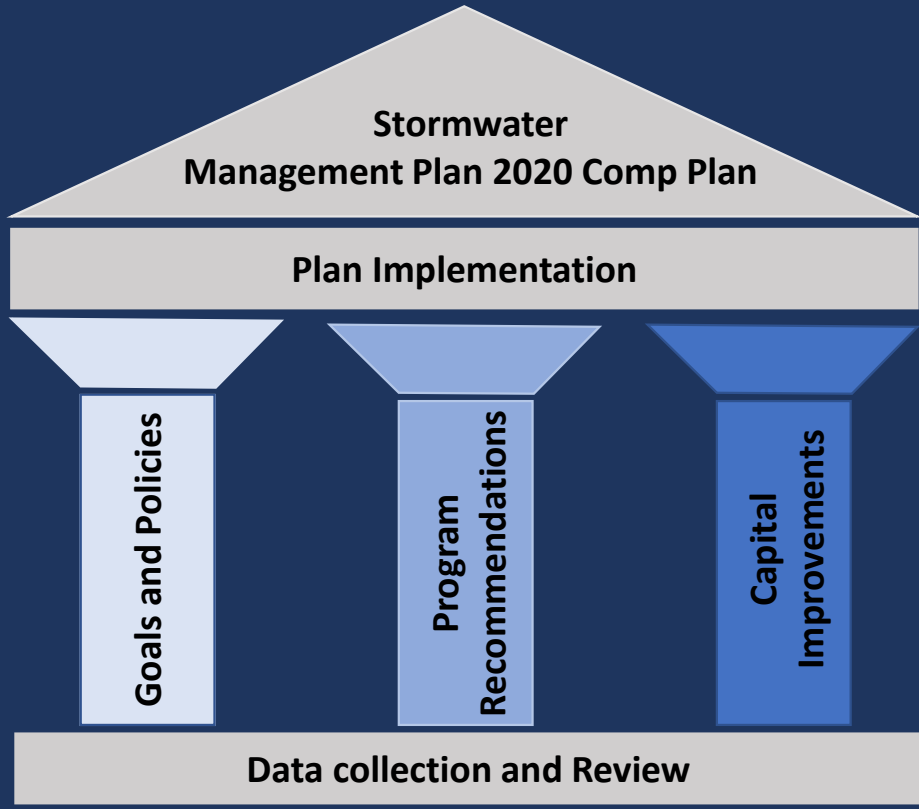 Stormwater
Management Plan 2020 Comp Plan
Plan Implementation
Goals and Policies
Program
Recommendations
Capital
Improvements
Data collection and Review